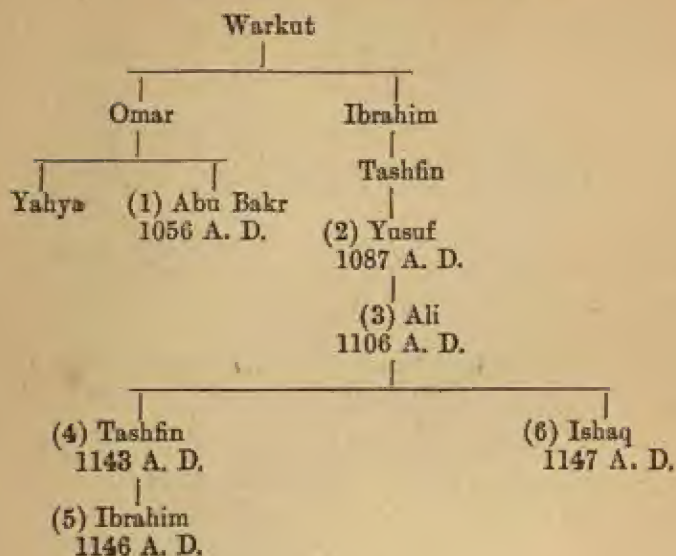 Warkut
Omar Ibrahim
Tashfin
Yahya (1) Abu Bakr
1056 A. D. (2) Yusuf
1087 A. D.
(3) Ali
1106 A. D.
(4) Tashfin (6) Ishaq
1143 A. D. 1147 A. D.
(5) Ibrahim
1146 A. D.